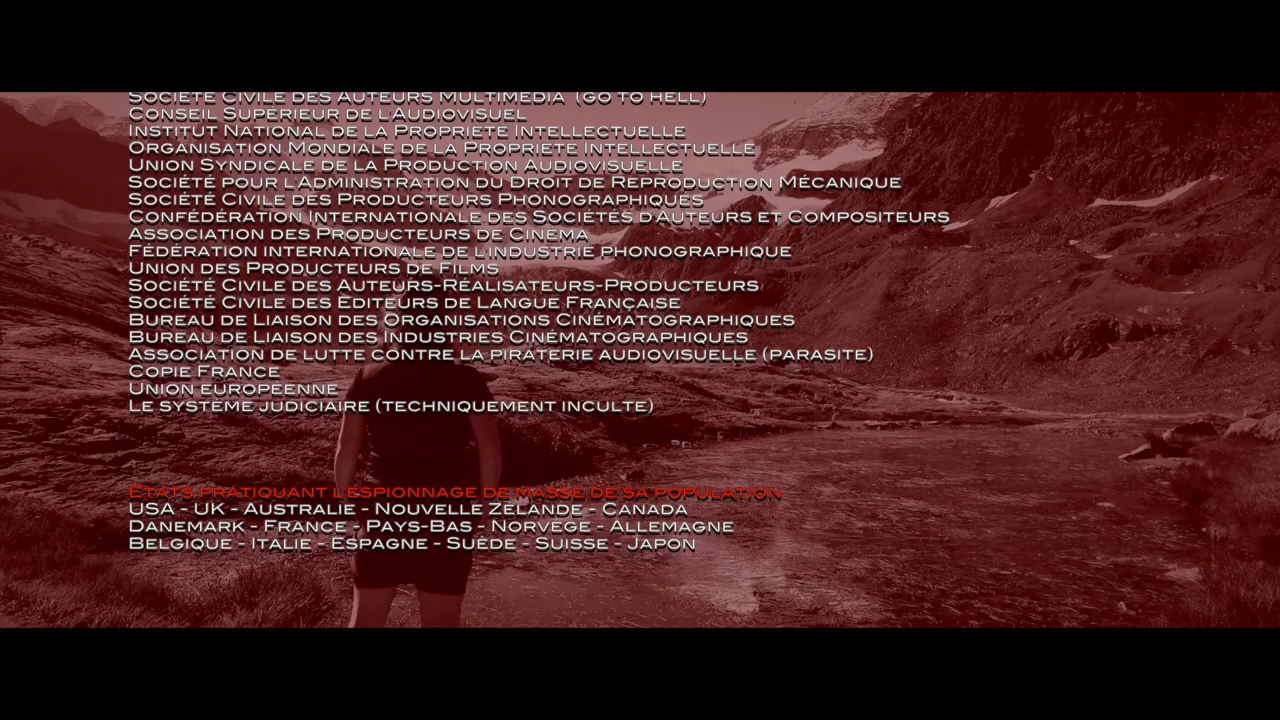 Société Civile des Auteurs Multimedia (go to hell)
Conseil Superieur de l'Audiovisuel
Institut National de la Propriete Intellectuelle
Organisation Mondiale de la Propriete Intellectuelle
Union Syndicale de la Production Audiovisuelle
Société pour l'Administration du Droit de Reproduction Mécanique
Société Civile des Producteurs Phonographiques
Confédération Internationale des Sociétés d'Auteurs et Compositeurs
Association des Producteurs de Cinema
Fédération internationale de l'industrie phonographique
Union des Producteurs de Films
Société Civile des Auteurs-Réalisateurs-Producteurs
Société Civile des Éditeurs de Langue Française
Bureau de Liaison des Organisations Cinématographiques
Bureau de Liaison des Industries Cinématographiques
Association de lutte contre la piraterie audiovisuelle (parasite)
Copie France
Union europeenne
Le système judiciaire (techniquement inculte)
Etats pratiquant l'espionnage de masse de sa population
USA - UK - Australie - Nouvelle Zelande - Canada
Danemark - France - Pays-Bas - Norvege - Allemagne
Belgique - Italie - Espagne - Suède - Suisse - Japon